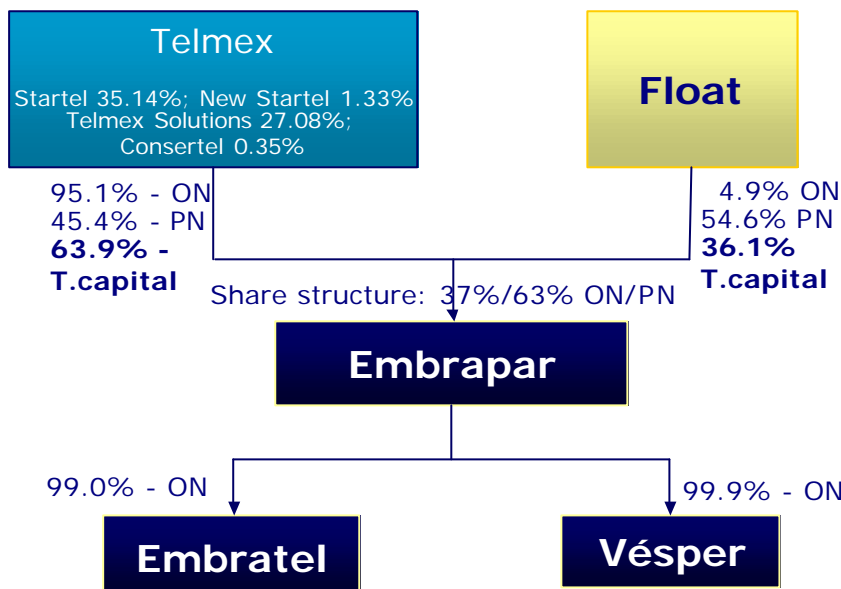 Telmex
Startel 35.14%; New Startel 1.33%
Telmex Solutions 27.08%;
Consertel 0.35%
Float
95.1% - ON
45.4% - PN
63.9% -
T.capital
4.9% ON
54.6% PN
36.1%
T.capital
Share structure: 37%/63% ON/PN
Embrapar
99.0% - ON
99.9% - ON
Embratel
Vésper